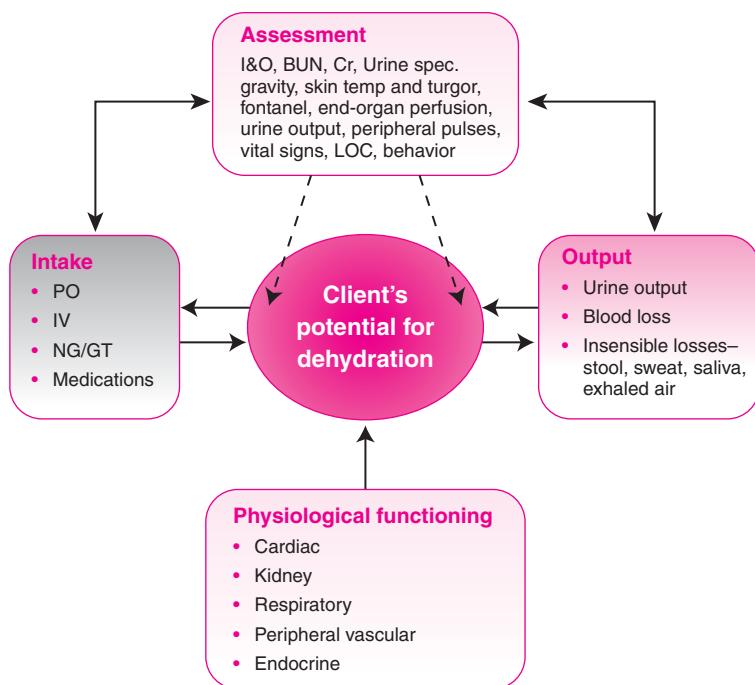 Assessment
I&O, BUN, Cr, Urine spec.
gravity, skin temp and turgor,
fontanel, end-organ perfusion,
urine output, peripheral pulses,
vital signs, LOC, behavior
Intake
• PO
• IV
• NG/GT
• Medications
Client's
potential for
dehydration
Output
• Urine output
• Blood loss
• Insensible losses–
stool, sweat, saliva,
exhaled air
Physiological functioning
• Cardiac
• Kidney
• Respiratory
• Peripheral vascular
• Endocrine